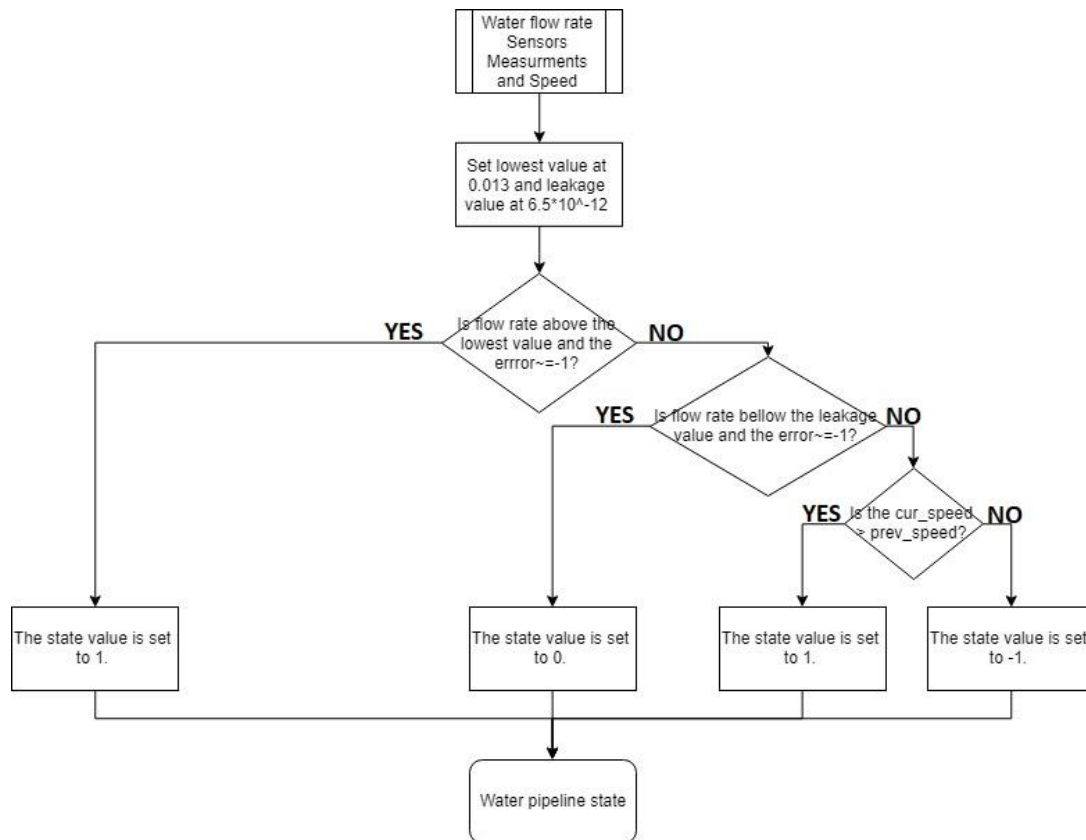 Water flow rate
Sensors
Measurments
and Speed
Set lowest value at
0.013 and leakage
value at 6.5*10^-12
YES
Is flow rate above the
lowest value and the
errror~=-1?
NO
YES
Is flow rate bellow the leakage
value and the error~=-1?
NO
YES
Is the cur_speed
> prev_speed?
NO
The state value is set
to 1.
The state value is set
to 0.
The state value is set
to 1.
The state value is set
to -1.
Water pipeline state